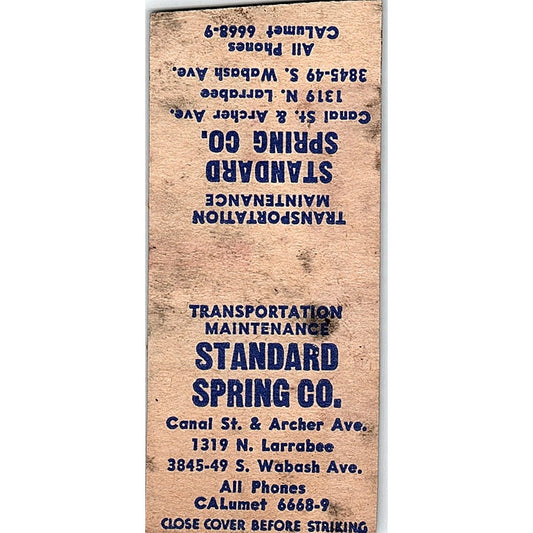 CALumet 6668-9
All Phones
3845-49 S. Wabash Ave.
1319 N. Larrabee
Canal St. & Archer Ave.
SPRING CO.
STANDARD
MAINTENANCE
TRANSPORTATION
TRANSPORTATION
MAINTENANCE
STANDARD
SPRING CO.
Canal St. & Archer Ave.
1319 N. Larrabee
3845-49 S. Wabash Ave.
All Phones
CALumet 6668-9
CLOSE COVER BEFORE STRIKING